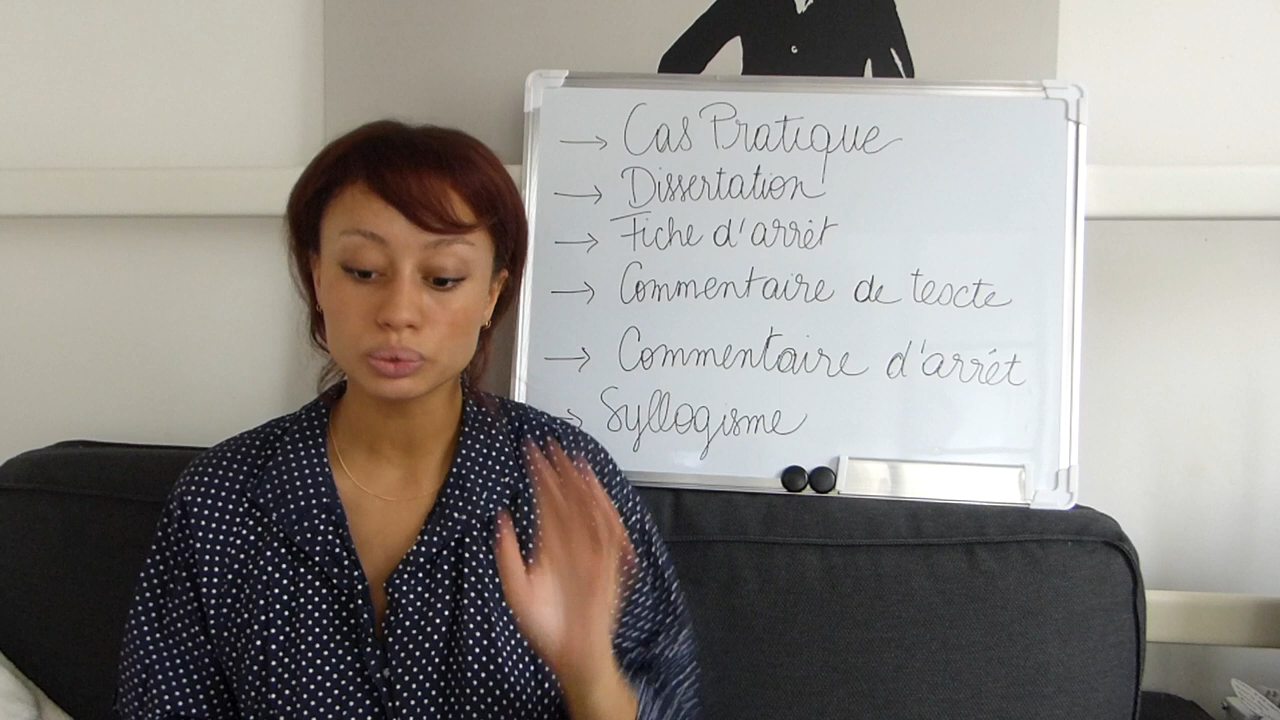 → Cas Pratique
→ Dissertation
→ Fiche d'arrêt
→ Commentaire de texte
→ Commentaire d'arrêt
→ Syllogisme